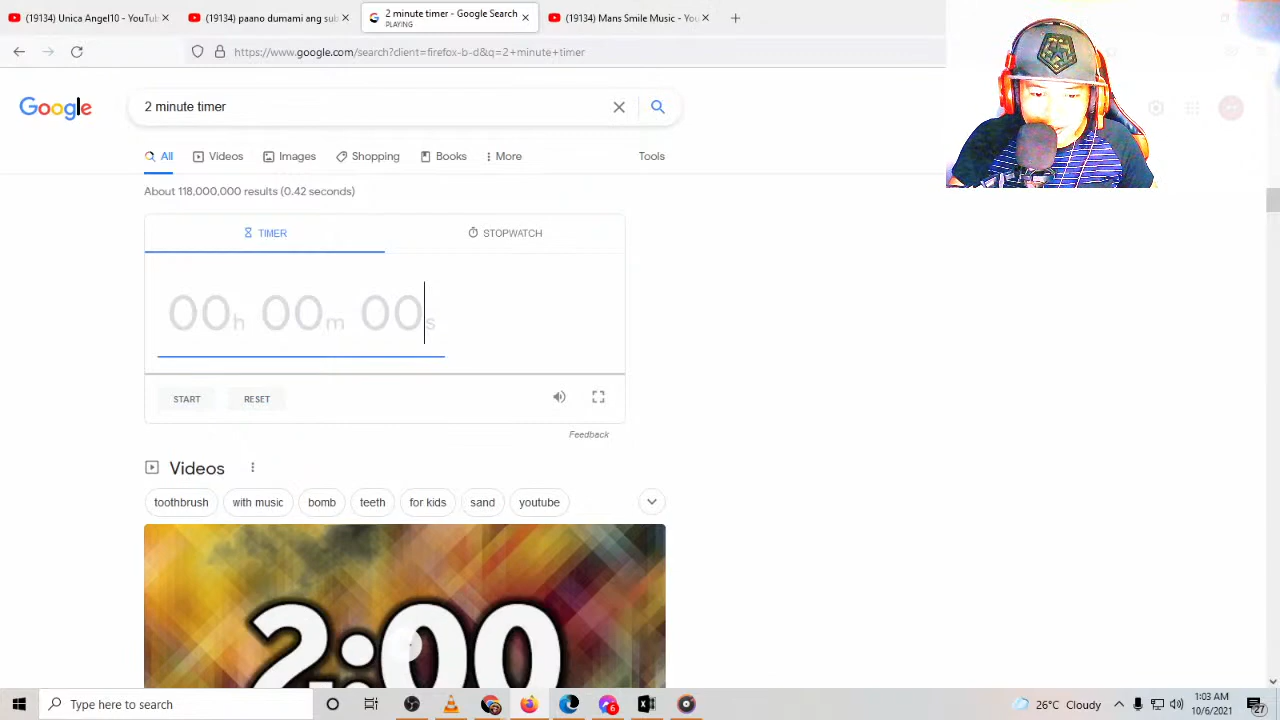 (19134) Unica Angel10 - YouTu
(19134) paano dumami ang sub
2 minute timer - Google Search
PLAYING
(19134) Mans Smile Music - You
https://www.google.com/search?client=firefox-b-d&q=2+minute+timer
Google
2 minute timer
All
Videos
Images
Shopping
Books
More
Tools
About 118,000,000 results (0.42 seconds)
TIMER
STOPWATCH
00h 00m 00s
START
RESET
Feedback
Videos
toothbrush
with music
bomb
teeth
for kids
sand
youtube
2:00
Type here to search
6
26°C Cloudy
1:03 AM
10/6/2021
27